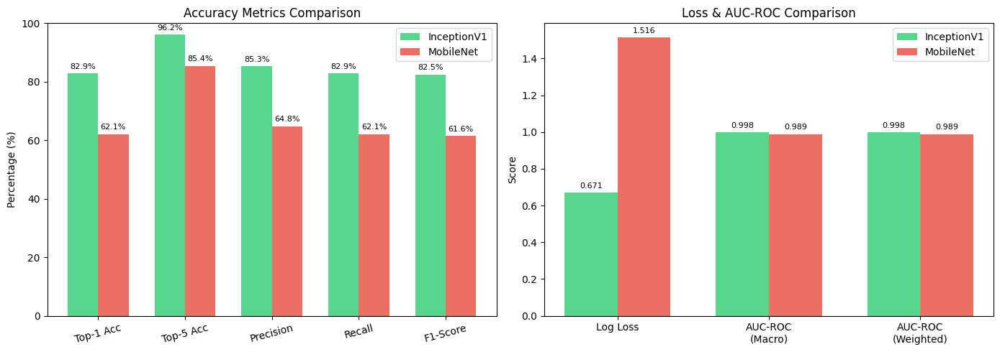 Accuracy Metrics Comparison
Percentage (%)
100
80
60
40
20
0
82.9%
62.1%
96.2%
85.4%
85.3%
64.8%
82.9%
62.1%
82.5%
61.6%
InceptionV1
MobileNet
Top-1 Acc
Top-5 Acc
Precision
Recall
F1-Score
Loss & AUC-ROC Comparison
Score
1.4
1.2
1.0
0.8
0.6
0.4
0.2
0.0
0.671
1.516
0.998
0.989
0.998
0.989
InceptionV1
MobileNet
Log Loss
AUC-ROC
(Macro)
AUC-ROC
(Weighted)